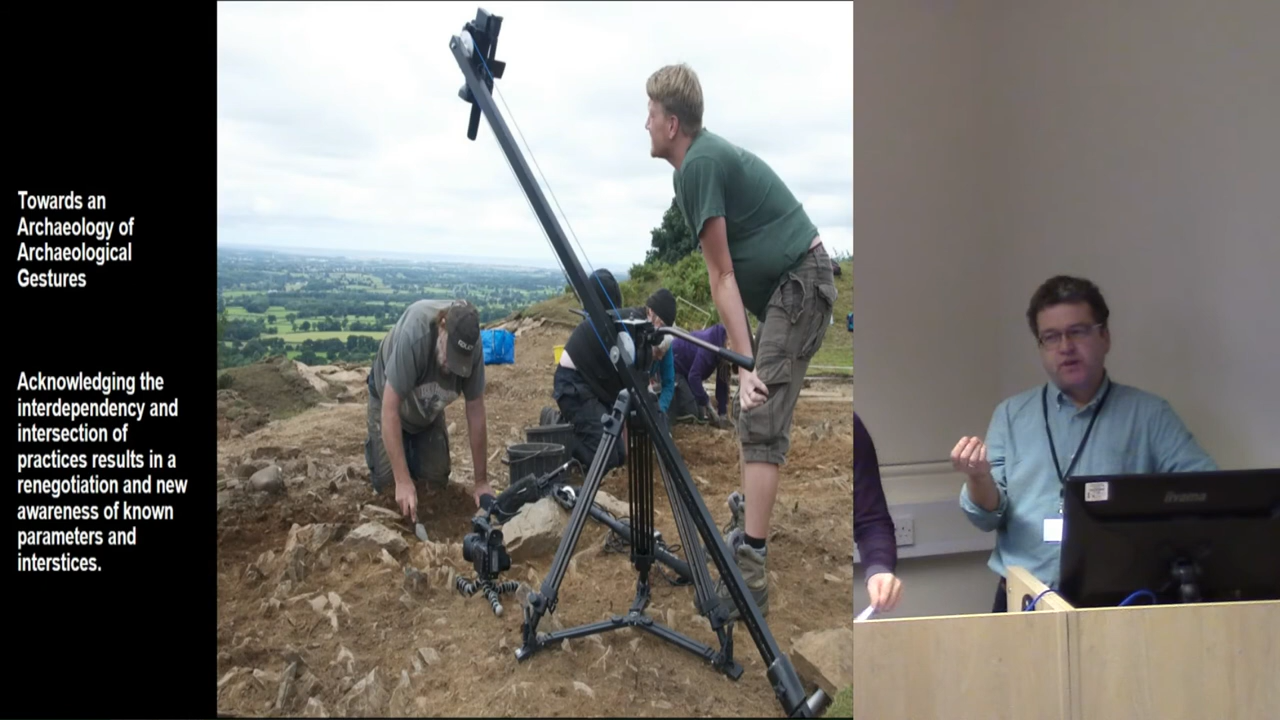 Towards an
Archaeology of
Archaeological
Gestures
Acknowledging the
interdependency and
intersection of
practices results in a
renegotiation and new
awareness of known
parameters and
interstices.
iiyama